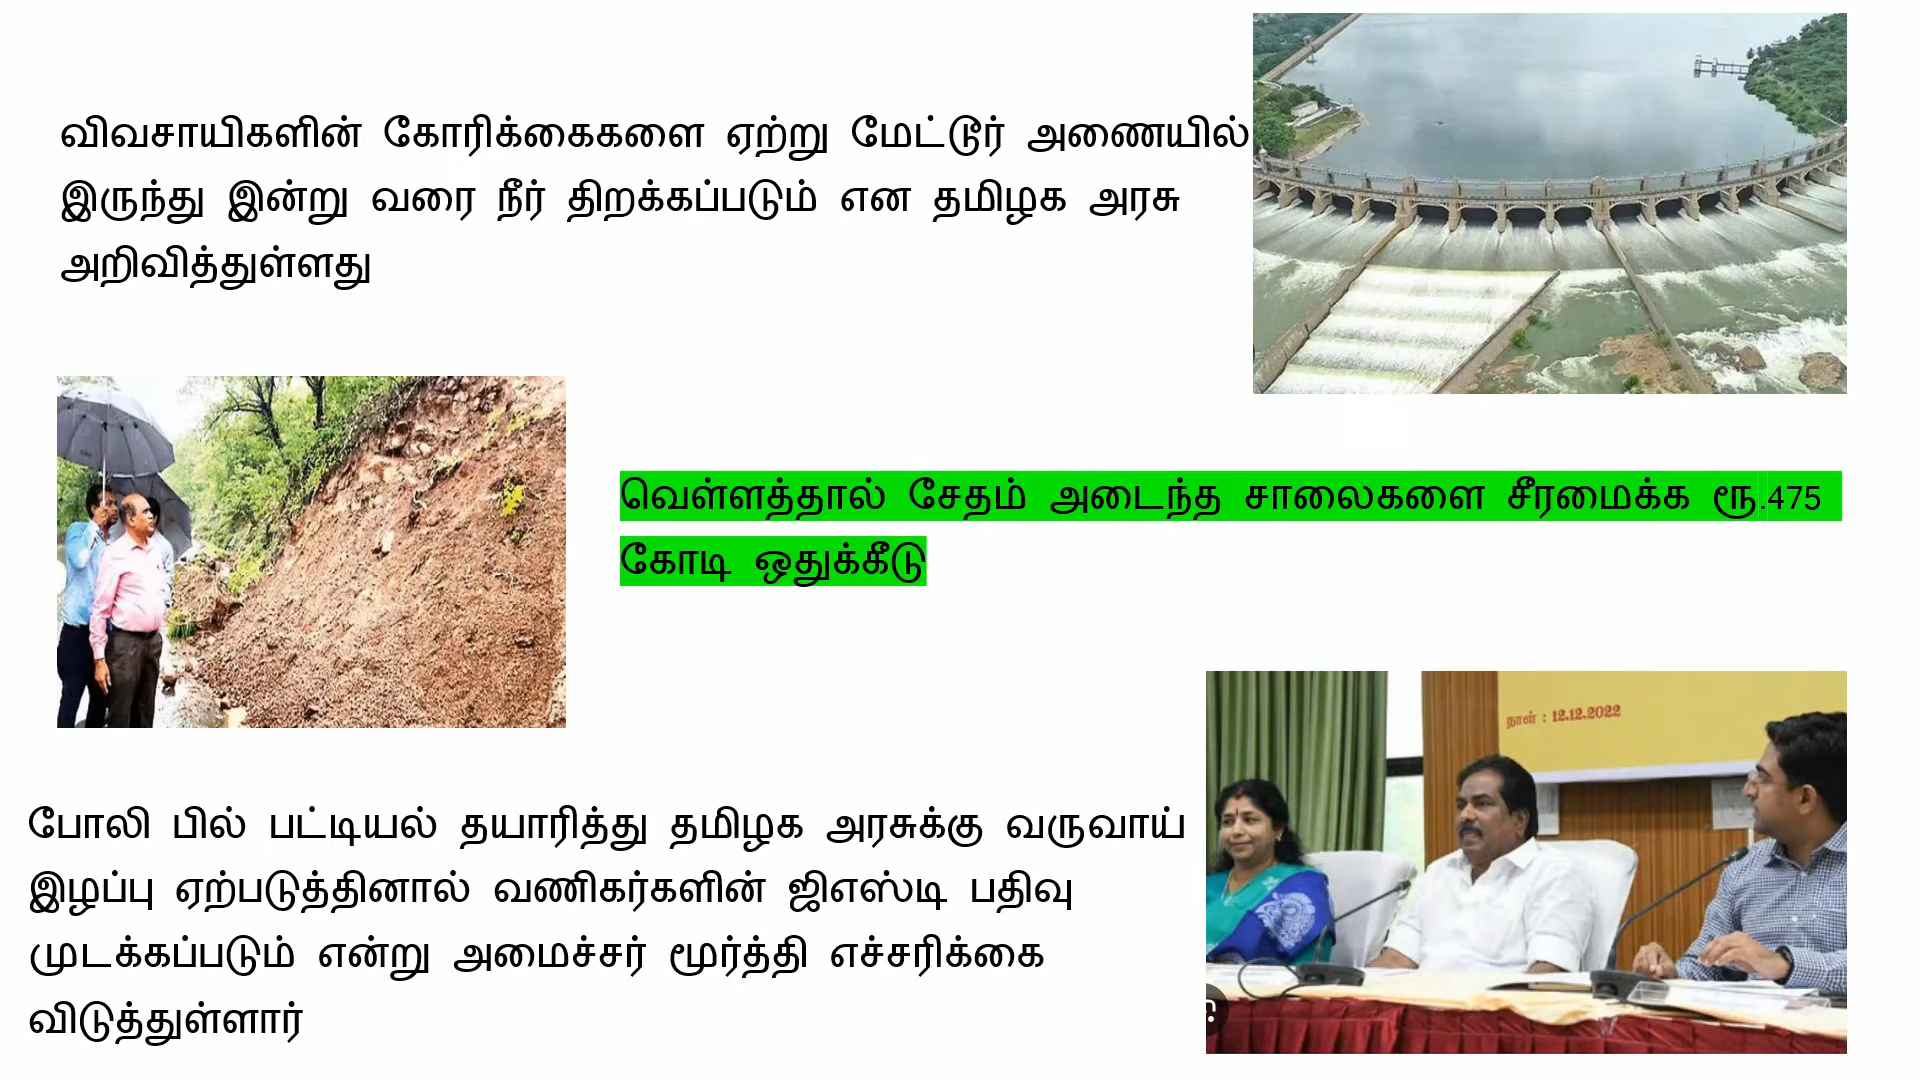 விவசாயிகளின் கோரிக்கைகளை ஏற்று மேட்டூர் அணையில்
இருந்து இன்று வரை நீர் திறக்கப்படும் என தமிழக அரசு
அறிவித்துள்ளது
வெள்ளத்தால் சேதம் அடைந்த சாலைகளை சீரமைக்க ரூ.475
கோடி ஒதுக்கீடு
நாள் : 12.12.2022
போலி பில் பட்டியல் தயாரித்து தமிழக அரசுக்கு வருவாய்
இழப்பு ஏற்படுத்தினால் வணிகர்களின் ஜிஎஸ்டி பதிவு
முடக்கப்படும் என்று அமைச்சர் மூர்த்தி எச்சரிக்கை
விடுத்துள்ளார்